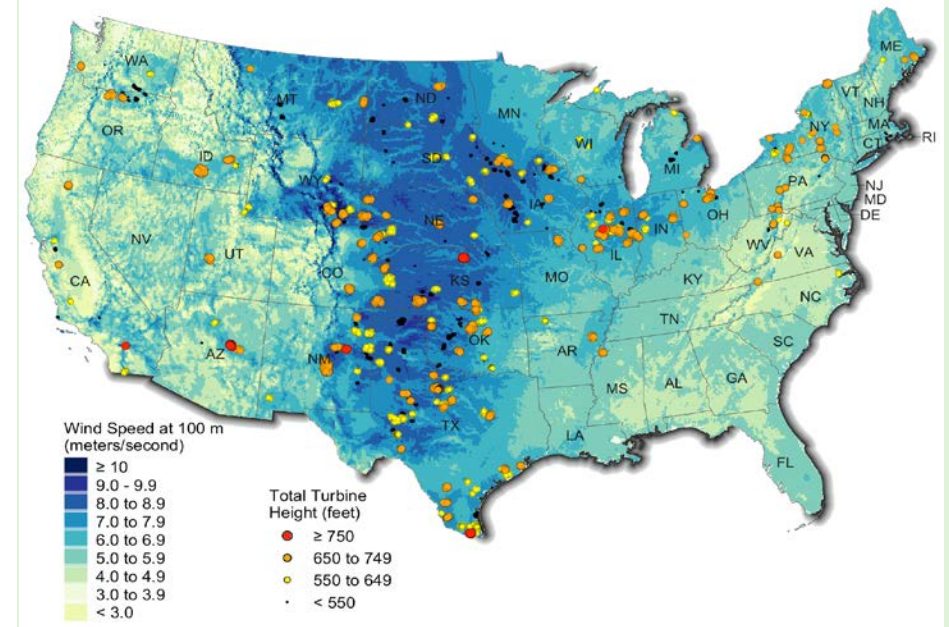 ME
WA
VT
MT
ND
NH
MN
OR
NY
MA
RI
WI
CT
ID
SD
MI
WY
PA
NJ
IA
MD
OH
NE
DE
NV
IN
UT
IL
WV
VA
CO
KS
MO
CA
KY
NC
TN
OK
SC
AZ
NM
AR
MS
AL
GA
TX
LA
FL
Wind Speed at 100 m
(meters/second)
≥ 10
9.0 - 9.9
8.0 to 8.9
7.0 to 7.9
6.0 to 6.9
5.0 to 5.9
4.0 to 4.9
3.0 to 3.9
< 3.0
Total Turbine
Height (feet)
≥ 750
650 to 749
550 to 649
< 550